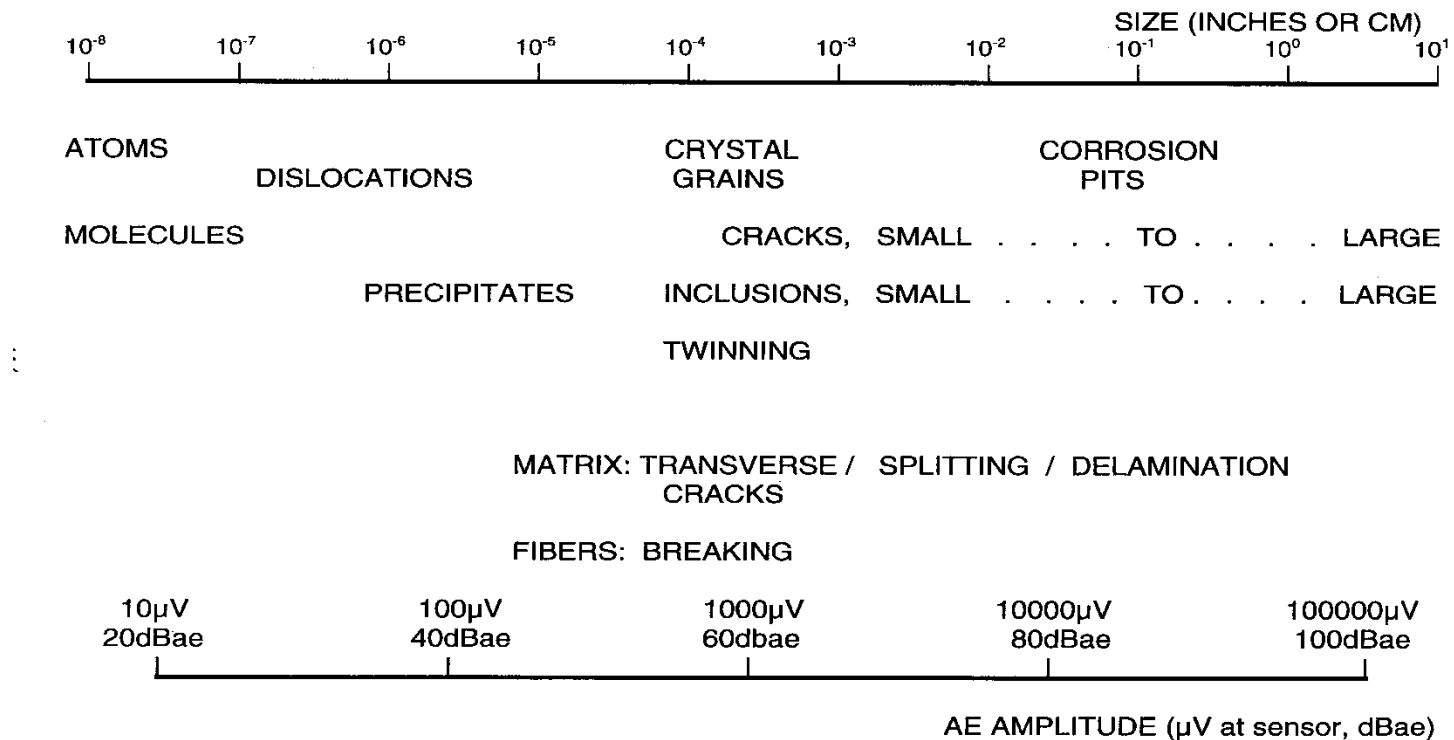 SIZE (INCHES OR CM)
10⁻⁸ 10⁻⁷ 10⁻⁶ 10⁻⁵ 10⁻⁴ 10⁻³ 10⁻² 10⁻¹ 10⁰ 10¹
ATOMS CRYSTAL CORROSION
DISLOCATIONS GRAINS PITS
MOLECULES CRACKS, SMALL . . . . TO . . . . LARGE
PRECIPITATES INCLUSIONS, SMALL . . . . TO . . . . LARGE
TWINNING
MATRIX: TRANSVERSE / SPLITTING / DELAMINATION
CRACKS
FIBERS: BREAKING
10µV 100µV 1000µV 10000µV 100000µV
20dBae 40dBae 60dbae 80dBae 100dBae
AE AMPLITUDE (µV at sensor, dBae)